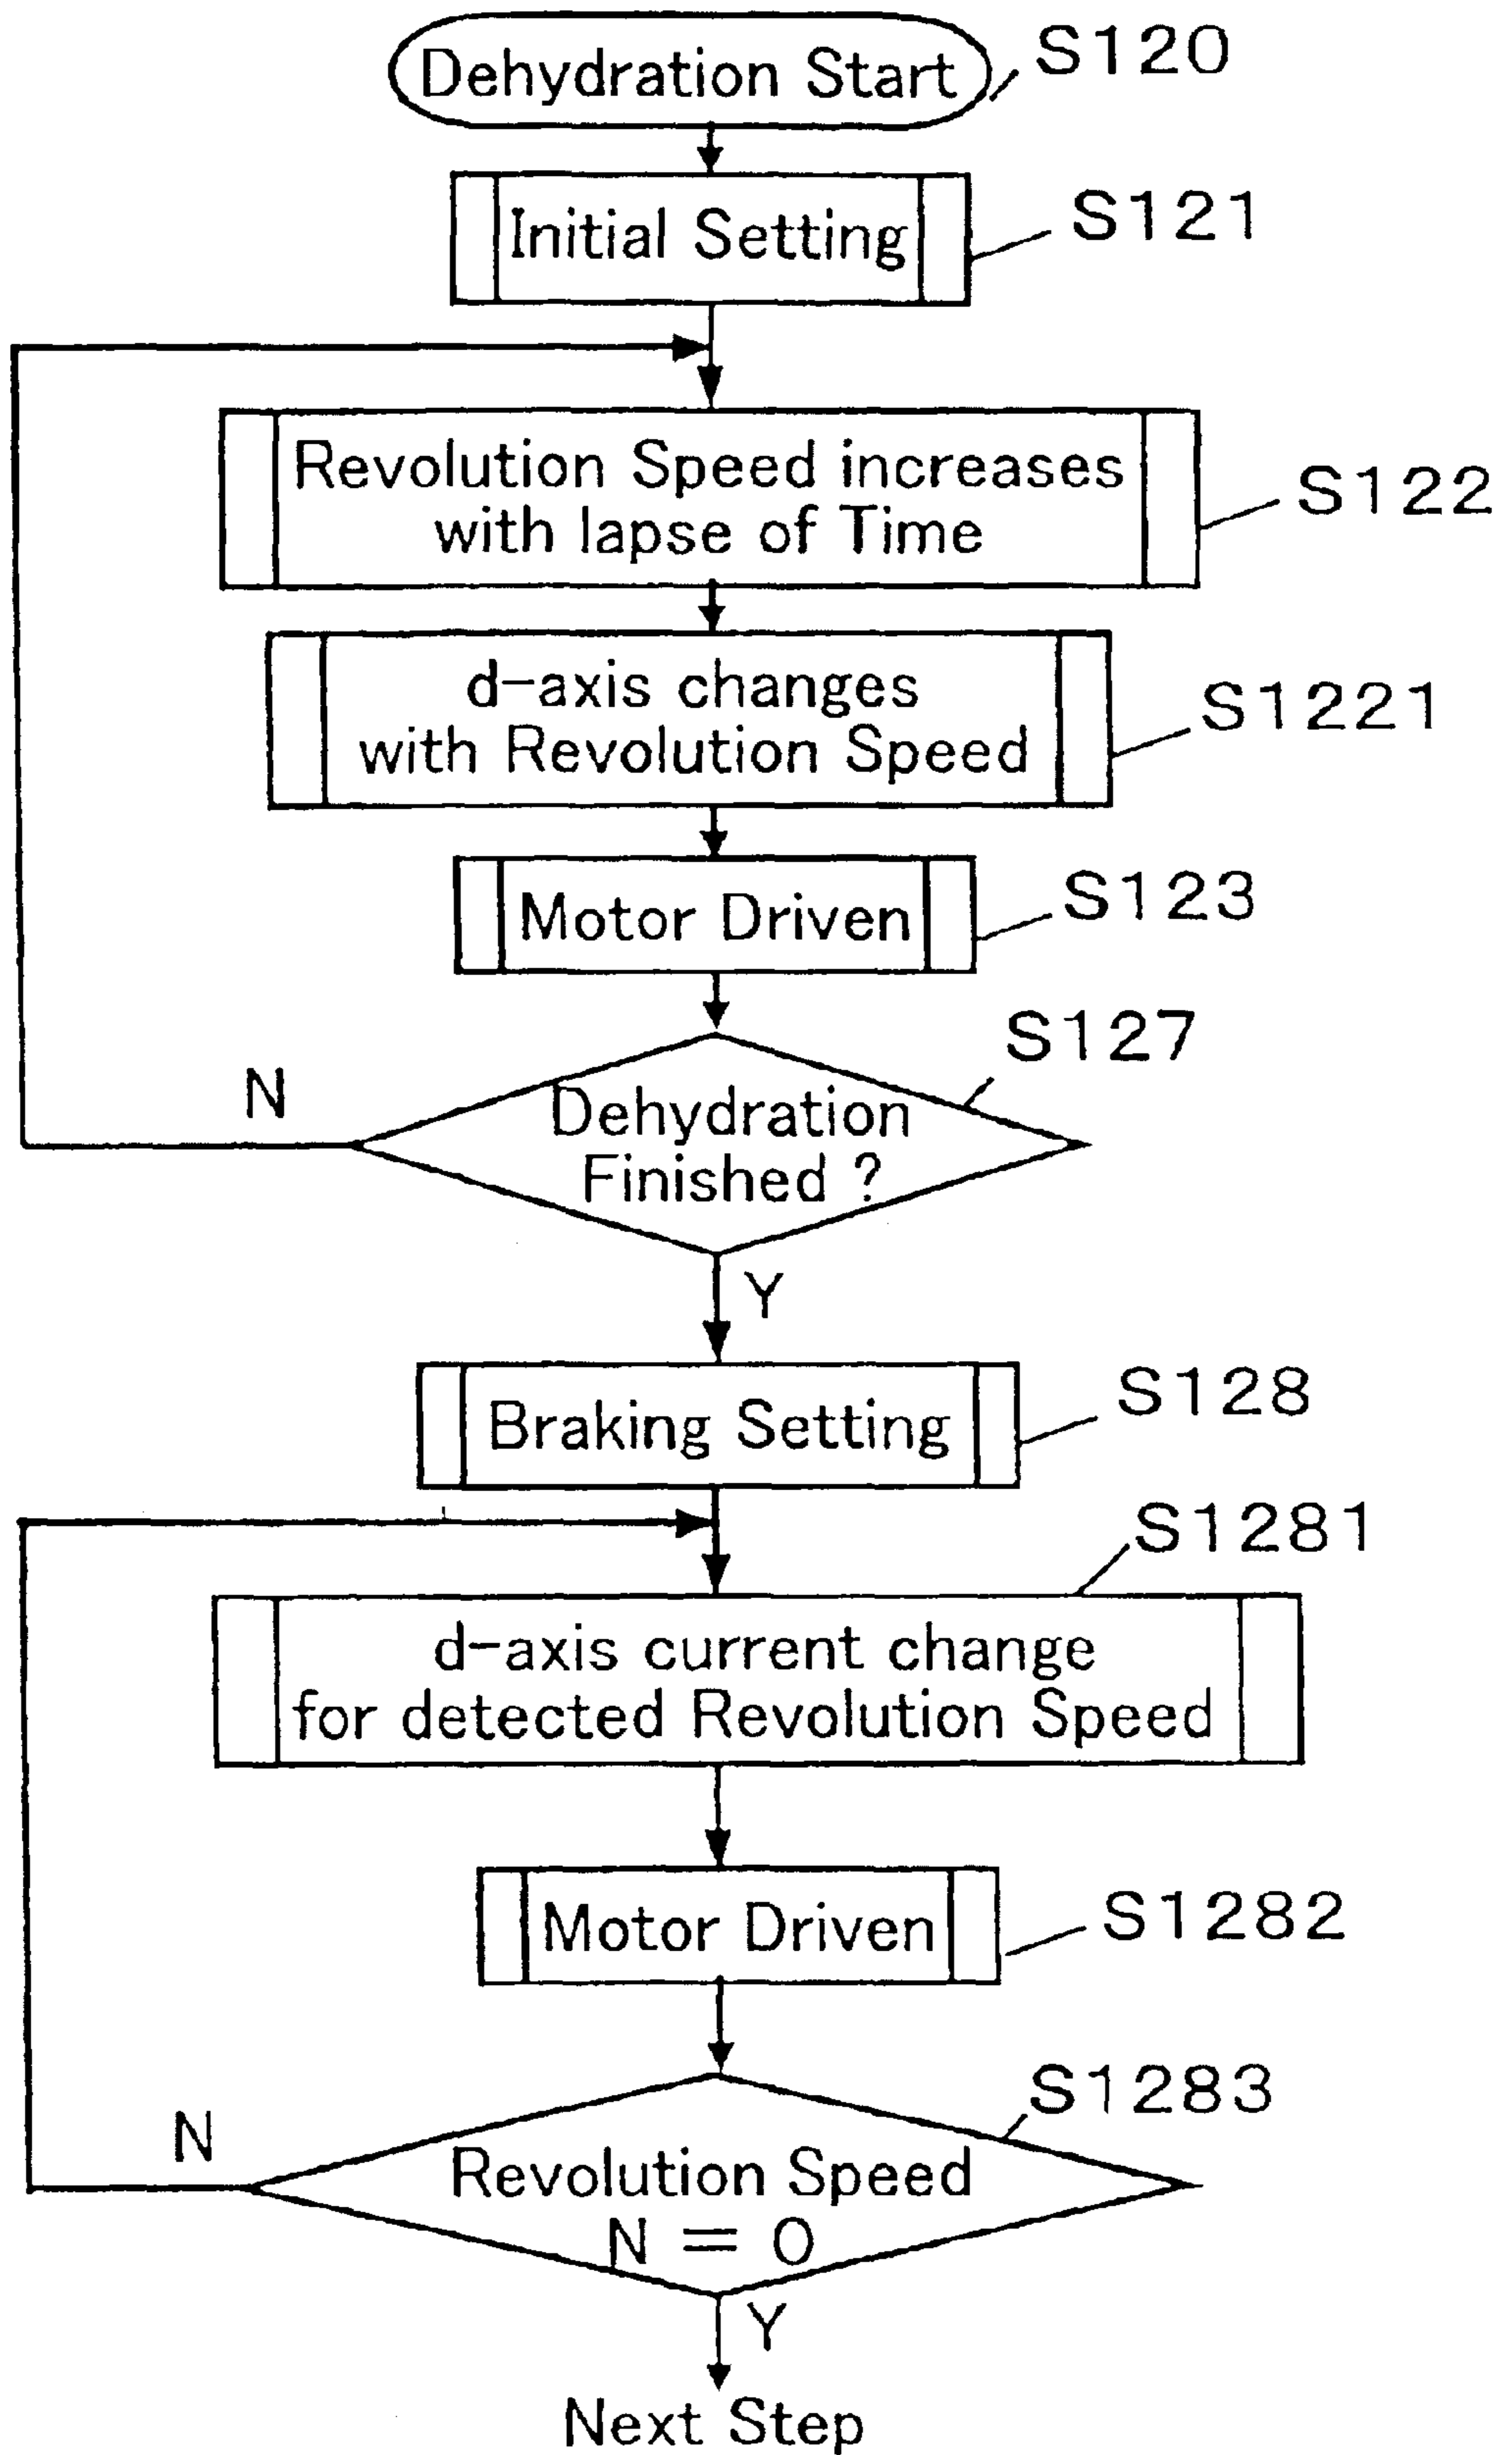 Dehydration Start
S120
Initial Setting
S121
Revolution Speed increases
with lapse of Time
S122
d-axis changes
with Revolution Speed
S1221
Motor Driven
S123
S127
N
Dehydration
Finished ?
Y
Braking Setting
S128
S1281
d-axis current change
for detected Revolution Speed
Motor Driven
S1282
S1283
N
Revolution Speed
N = 0
Y
Next Step